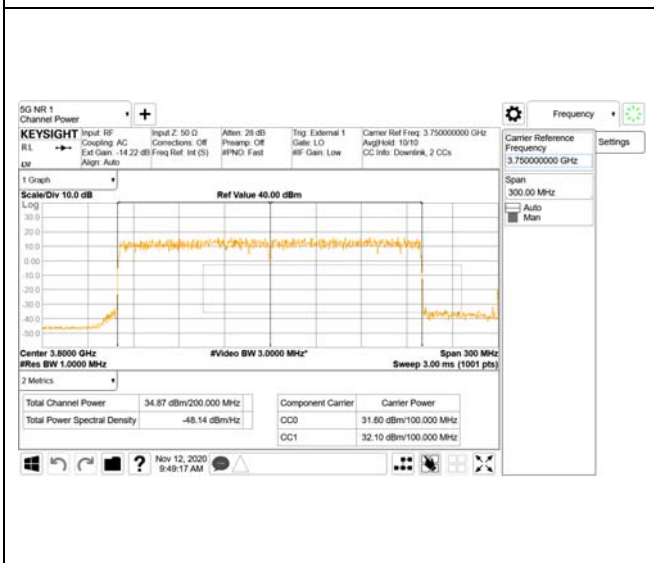 5G NR 1
Channel Power
Frequency
KEYSIGHT
RL
Input: RF
Coupling: AC
Ext Gain: -14.22 dB
Align: Auto
Input Z: 50 Ω
Corrections: Off
Freq Ref: Int (S)
Atten: 28 dB
Preamp: Off
#PNO: Fast
Trig: External 1
Gate: LO
#IF Gain: Low
Carrier Ref Freq: 3.750000000 GHz
Avg|Hold: 10/10
CC Info: Downlink, 2 CCs
Carrier Reference
Frequency
3.750000000 GHz
Settings
Span
300.00 MHz
Auto
Man
1 Graph
Scale/Div 10.0 dB
Ref Value 40.00 dBm
Log
30.0
20.0
10.0
0.00
-10.0
-20.0
-30.0
-40.0
-50.0
Center 3.8000 GHz
#Video BW 3.0000 MHz*
Span 300 MHz
#Res BW 1.0000 MHz
Sweep 3.00 ms (1001 pts)
2 Metrics
Total Channel Power 34.87 dBm/200.000 MHz
Total Power Spectral Density -48.14 dBm/Hz
Component Carrier Carrier Power
CC0 31.60 dBm/100.000 MHz
CC1 32.10 dBm/100.000 MHz
?
Nov 12, 2020
9:49:17 AM